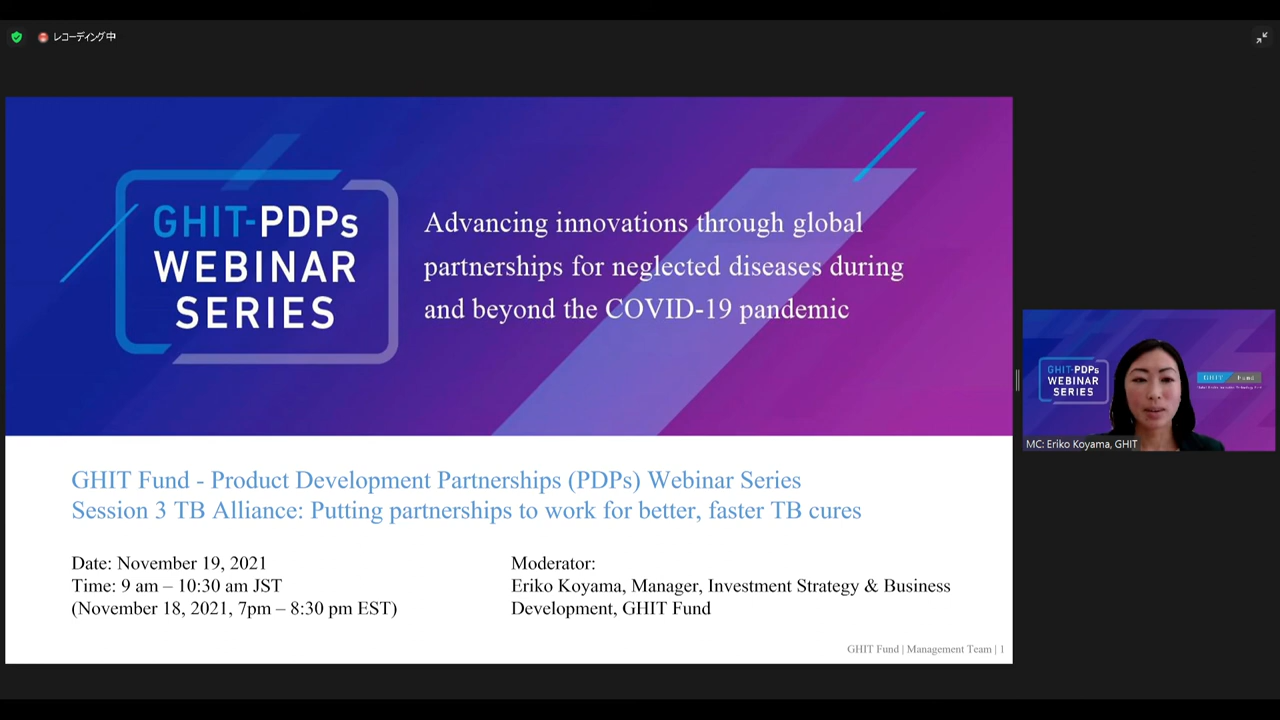 レコーディング中
GHIT-PDPs
WEBINAR
SERIES
Advancing innovations through global
partnerships for neglected diseases during
and beyond the COVID-19 pandemic
GHIT Fund - Product Development Partnerships (PDPs) Webinar Series
Session 3 TB Alliance: Putting partnerships to work for better, faster TB cures
Date: November 19, 2021
Time: 9 am – 10:30 am JST
(November 18, 2021, 7pm – 8:30 pm EST)
Moderator:
Eriko Koyama, Manager, Investment Strategy & Business
Development, GHIT Fund
GHIT Fund | Management Team | 1
GHIT-PDPs
WEBINAR
SERIES
GHIT Fund
MC: Eriko Koyama, GHIT